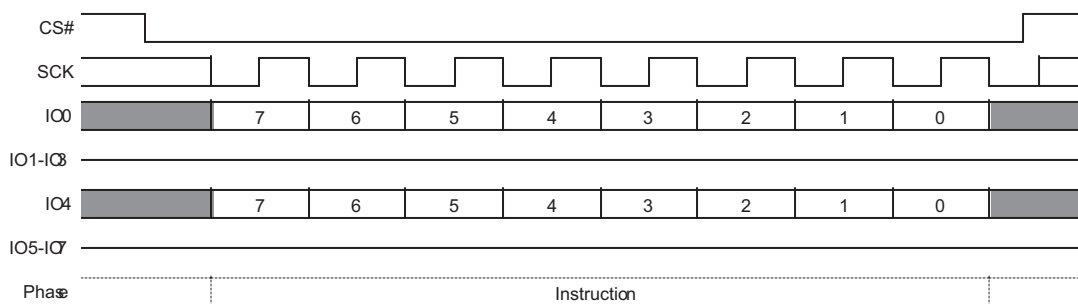 CS#
SCK
IO0 7 6 5 4 3 2 1 0
IO1-IO3
IO4 7 6 5 4 3 2 1 0
IO5-IO7
Phase Instruction